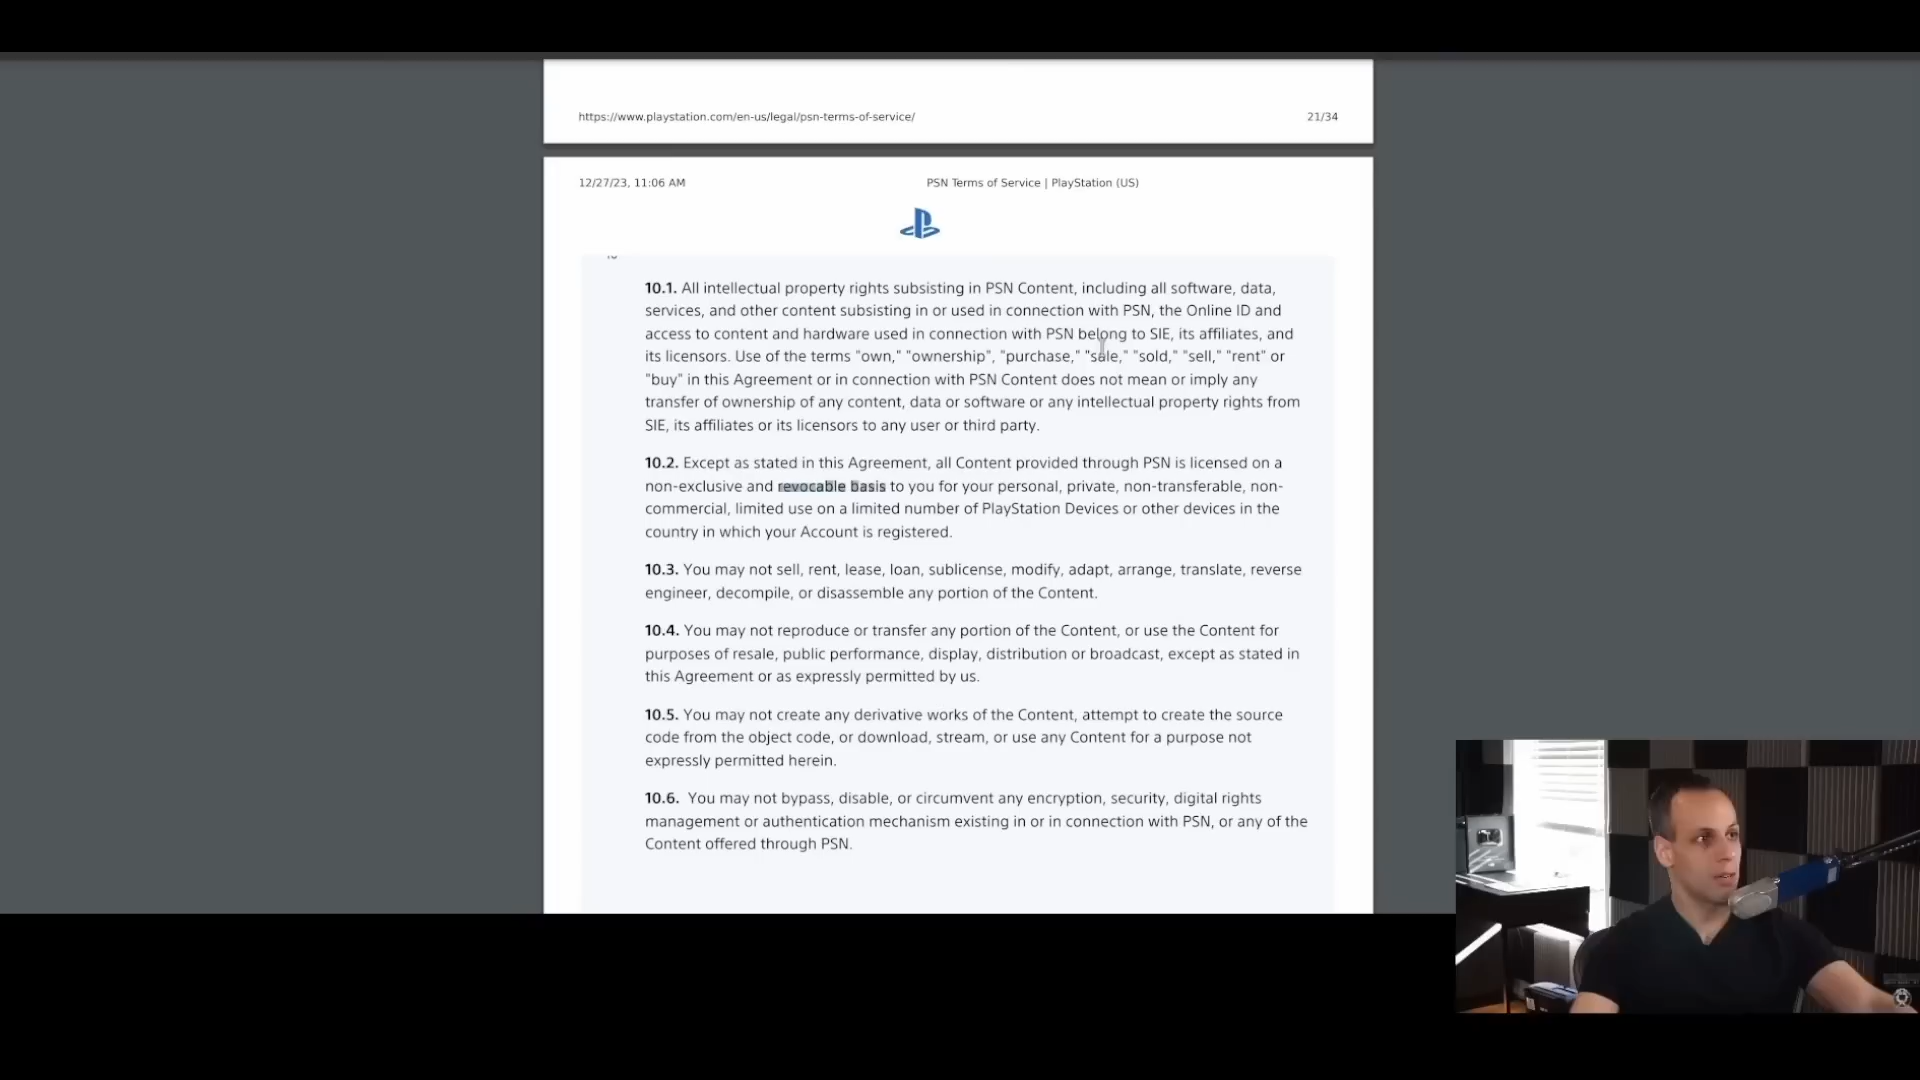 https://www.playstation.com/en-us/legal/psn-terms-of-service/ 21/34
12/27/23, 11:06 AM PSN Terms of Service | PlayStation (US)
10.1. All intellectual property rights subsisting in PSN Content, including all software, data,
services, and other content subsisting in or used in connection with PSN, the Online ID and
access to content and hardware used in connection with PSN belong to SIE, its affiliates, and
its licensors. Use of the terms "own," "ownership", "purchase," "sale," "sold," "sell," "rent" or
"buy" in this Agreement or in connection with PSN Content does not mean or imply any
transfer of ownership of any content, data or software or any intellectual property rights from
SIE, its affiliates or its licensors to any user or third party.
10.2. Except as stated in this Agreement, all Content provided through PSN is licensed on a
non-exclusive and revocable basis to you for your personal, private, non-transferable, non-
commercial, limited use on a limited number of PlayStation Devices or other devices in the
country in which your Account is registered.
10.3. You may not sell, rent, lease, loan, sublicense, modify, adapt, arrange, translate, reverse
engineer, decompile, or disassemble any portion of the Content.
10.4. You may not reproduce or transfer any portion of the Content, or use the Content for
purposes of resale, public performance, display, distribution or broadcast, except as stated in
this Agreement or as expressly permitted by us.
10.5. You may not create any derivative works of the Content, attempt to create the source
code from the object code, or download, stream, or use any Content for a purpose not
expressly permitted herein.
10.6. You may not bypass, disable, or circumvent any encryption, security, digital rights
management or authentication mechanism existing in or in connection with PSN, or any of the
Content offered through PSN.